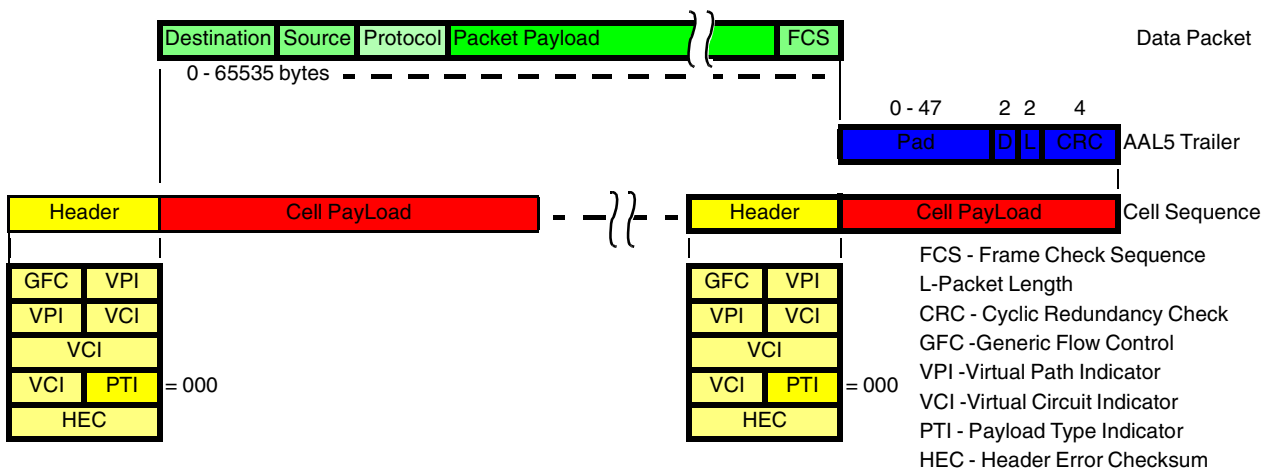 Destination Source Protocol Packet Payload FCS Data Packet
0 - 65535 bytes
0 - 47 2 2 4
Pad D L CRC AAL5 Trailer
Header Cell PayLoad Header Cell PayLoad Cell Sequence
GFC VPI GFC VPI
VPI VCI VPI VCI
VCI VCI
VCI PTI = 000 VCI PTI = 000
HEC HEC
FCS - Frame Check Sequence
L-Packet Length
CRC - Cyclic Redundancy Check
GFC -Generic Flow Control
VPI -Virtual Path Indicator
VCI -Virtual Circuit Indicator
PTI - Payload Type Indicator
HEC - Header Error Checksum